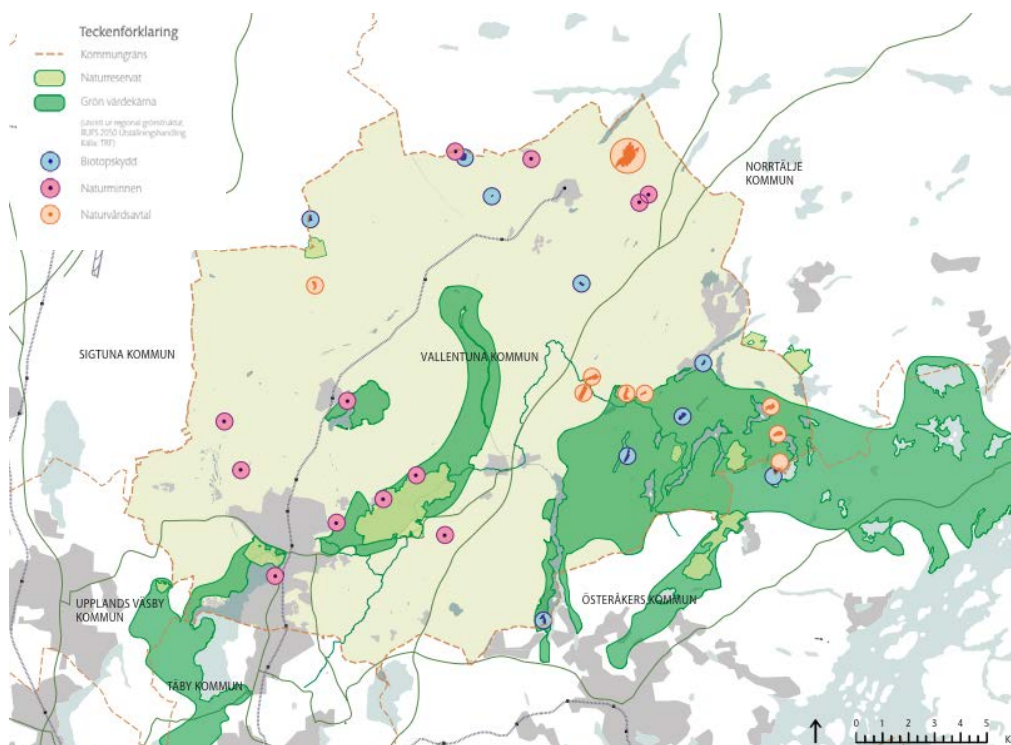 Teckenförklaring
Kommungräns
Naturreservat
Grön värdekärna
(Utsnitt ur regional grönstruktur,
RUFS 2050 Utställningshandling.
Källa: TRF)
Biotopskydd
Naturminnen
Naturvårdsavtal
NORRTÄLJE
KOMMUN
SIGTUNA KOMMUN
VALLENTUNA KOMMUN
UPPLANDS VÄSBY
KOMMUN
ÖSTERÅKERS KOMMUN
TÄBY KOMMUN
0 1 2 3 4 5
K